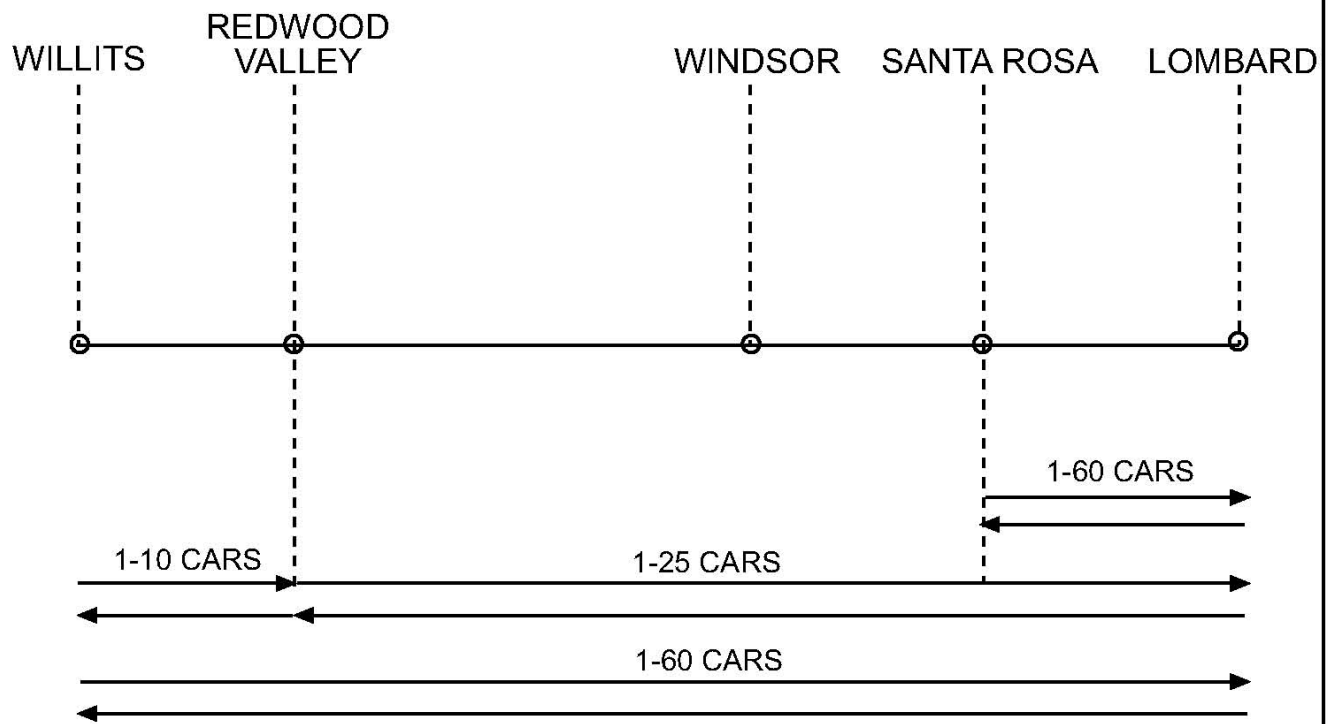 WILLITS
REDWOOD
VALLEY
WINDSOR
SANTA ROSA
LOMBARD
1-60 CARS
1-10 CARS
1-25 CARS
1-60 CARS